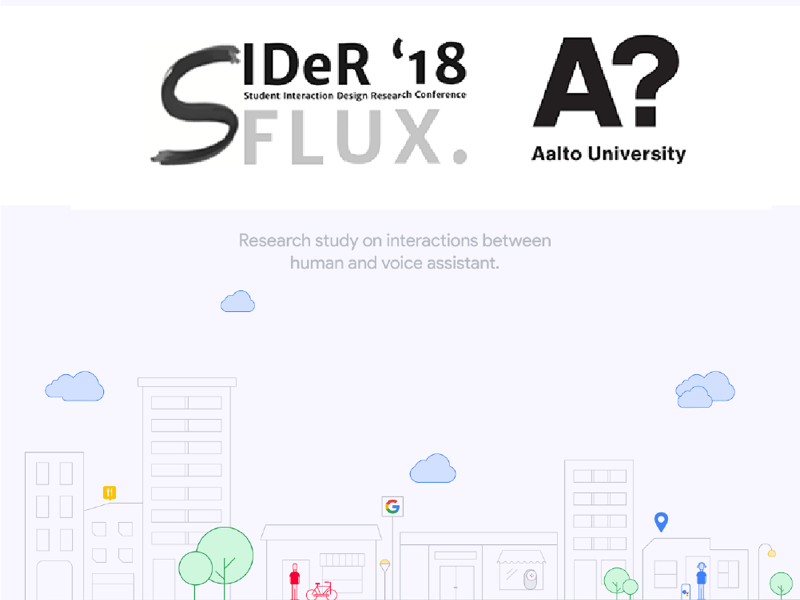 SIDeR '18
Student Interaction Design Research Conference
FLUX.
A?
Aalto University
Research study on interactions between
human and voice assistant.
G